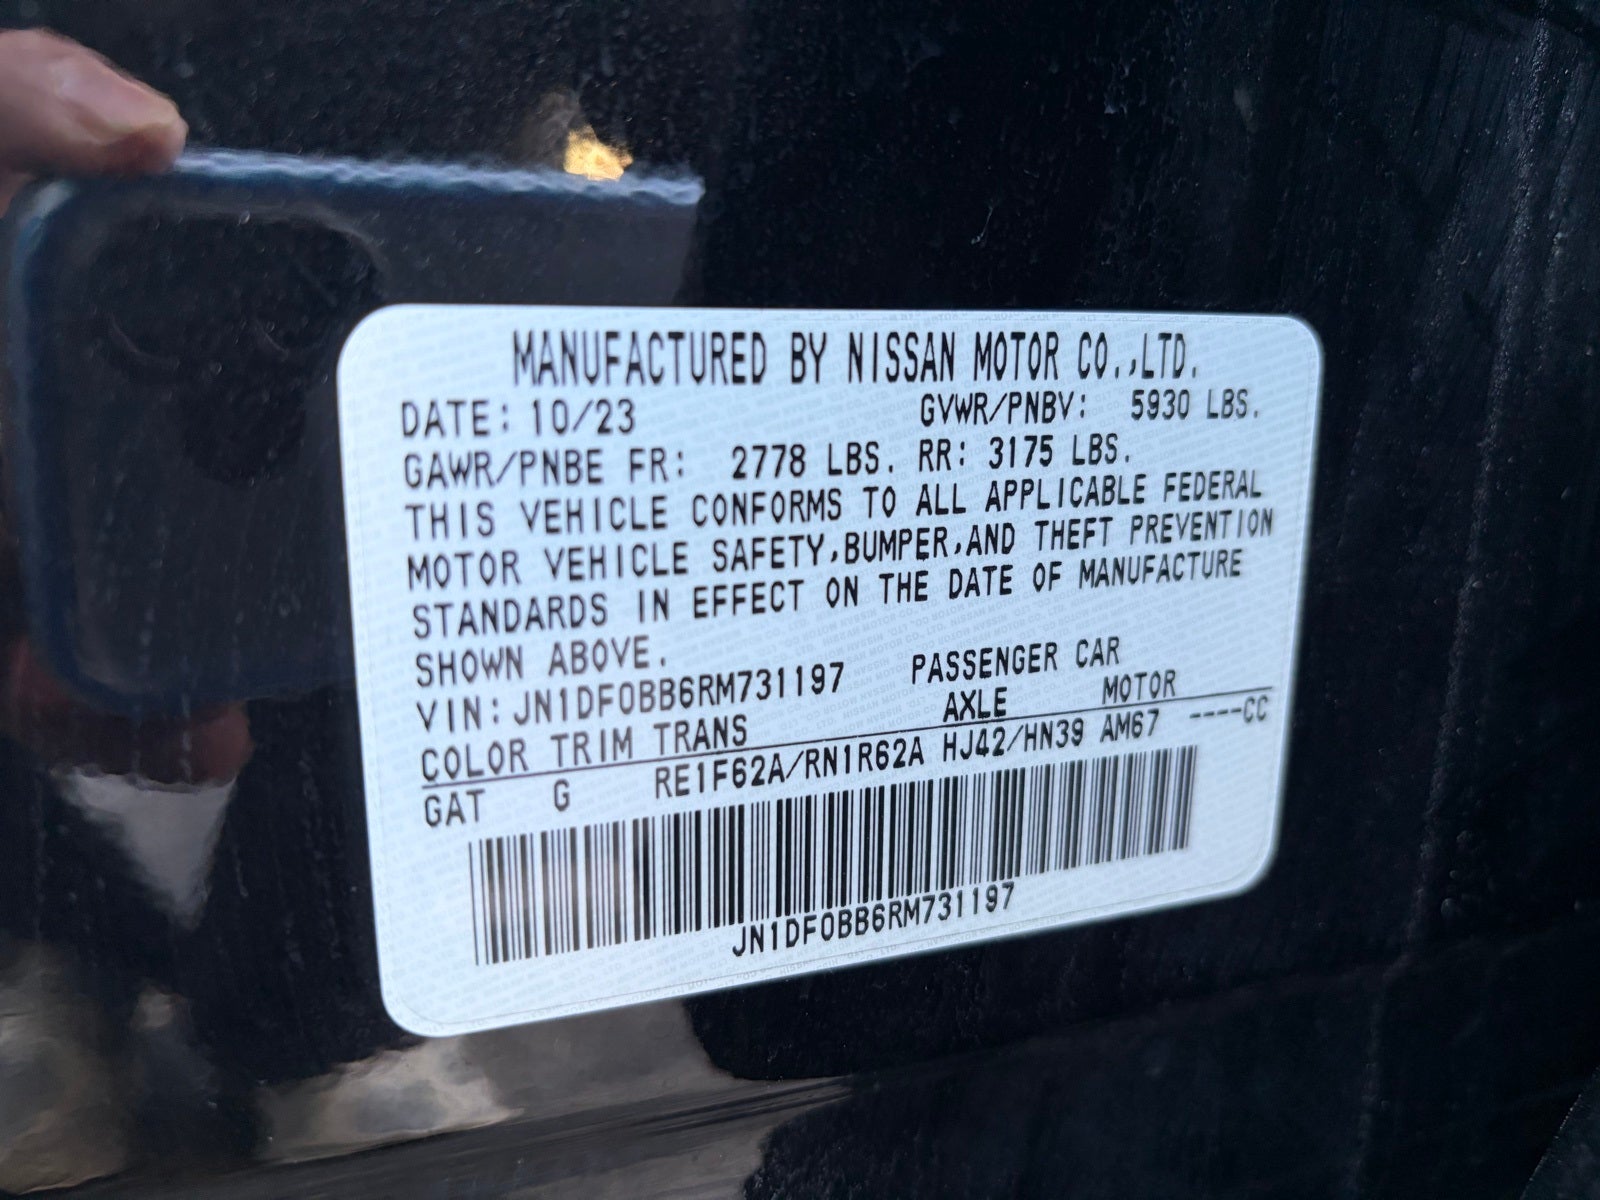 MANUFACTURED BY NISSAN MOTOR CO.,LTD.
DATE: 10/23 GVWR/PNBV: 5930 LBS.
GAWR/PNBE FR: 2778 LBS. RR: 3175 LBS.
THIS VEHICLE CONFORMS TO ALL APPLICABLE FEDERAL
MOTOR VEHICLE SAFETY,BUMPER,AND THEFT PREVENTION
STANDARDS IN EFFECT ON THE DATE OF MANUFACTURE
SHOWN ABOVE.
VIN: JN1DF0BB6RM731197 PASSENGER CAR
COLOR TRIM TRANS AXLE MOTOR
GAT G RE1F62A/RN1R62A HJ42/HN39 AM67 ----CC
JN1DF0BB6RM731197